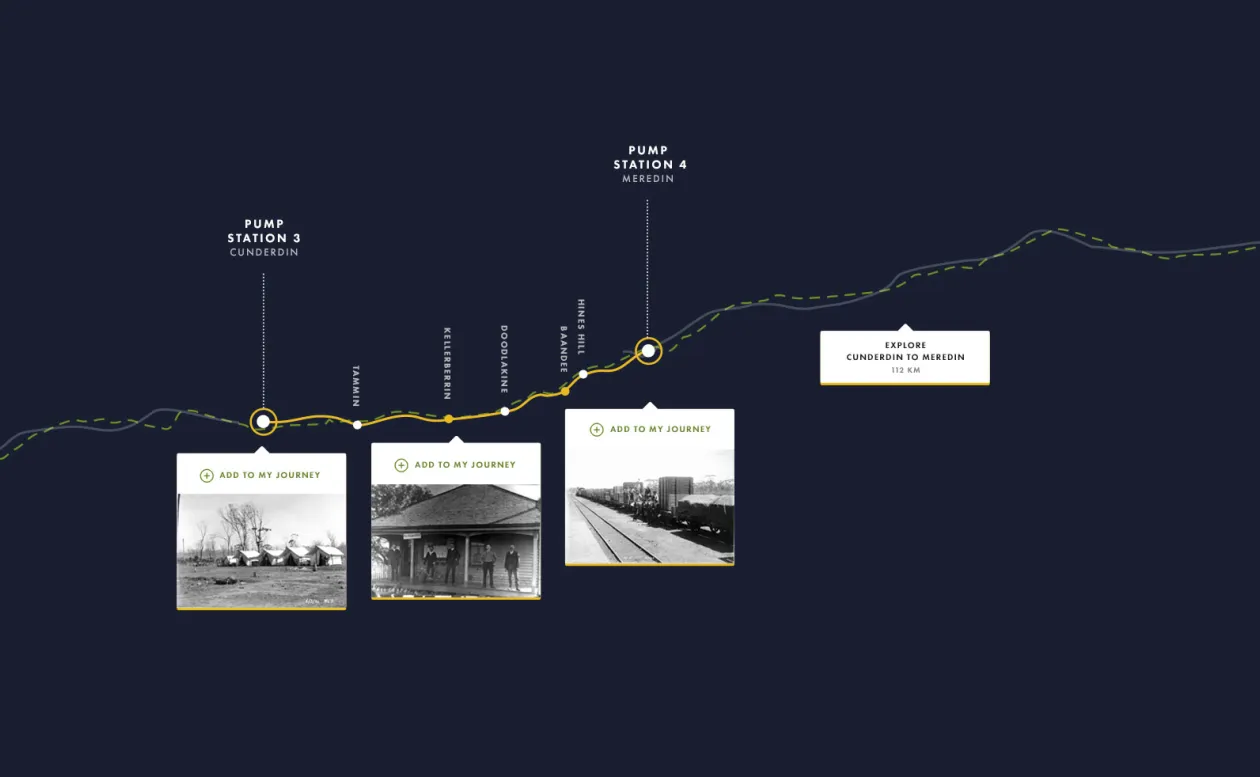 PUMP
STATION 4
MEREDIN
PUMP
STATION 3
CUNDERDIN
TAMMIN
KELLERBERRIN
DOODLAKINE
BAANDEE
HINES HILL
EXPLORE
CUNDERDIN TO MEREDIN
112 KM
ADD TO MY JOURNEY
ADD TO MY JOURNEY
ADD TO MY JOURNEY